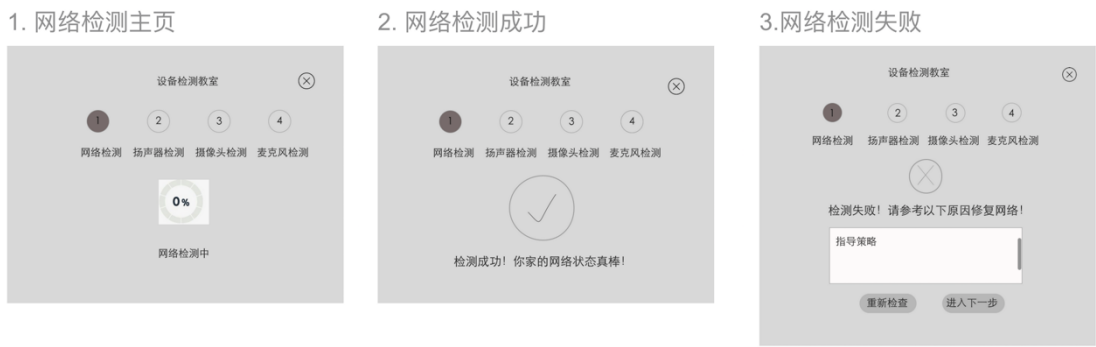 1. 网络检测主页
2. 网络检测成功
3.网络检测失败
设备检测教室
1
2
3
4
网络检测
扬声器检测
摄像头检测
麦克风检测
0%
网络检测中
设备检测教室
1
2
3
4
网络检测
扬声器检测
摄像头检测
麦克风检测
检测成功！你家的网络状态真棒！
设备检测教室
1
2
3
4
网络检测
扬声器检测
摄像头检测
麦克风检测
检测失败！请参考以下原因修复网络！
指导策略
重新检查
进入下一步